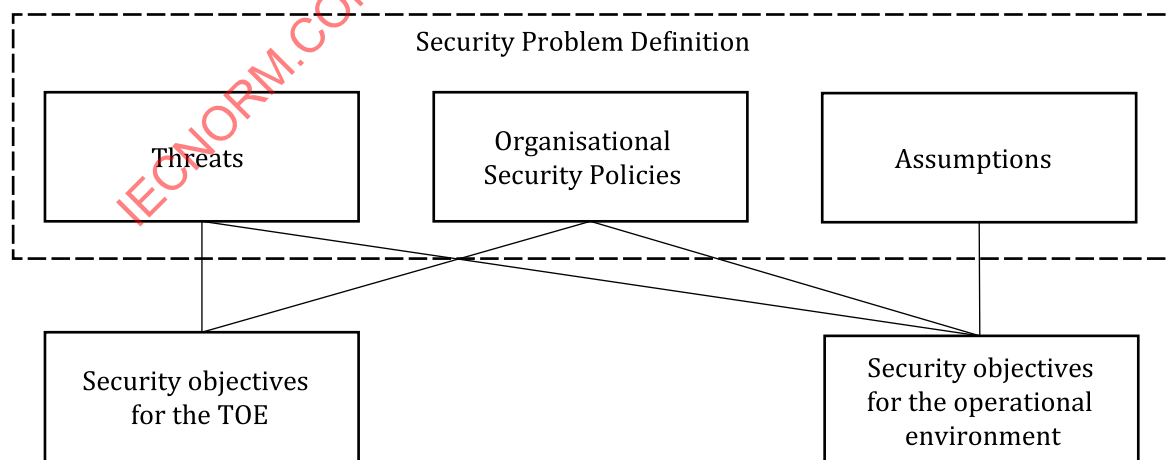 Security Problem Definition
Threats
Organisational
Security Policies
Assumptions
IECNORM.CO
Security objectives
for the TOE
Security objectives
for the operational
environment